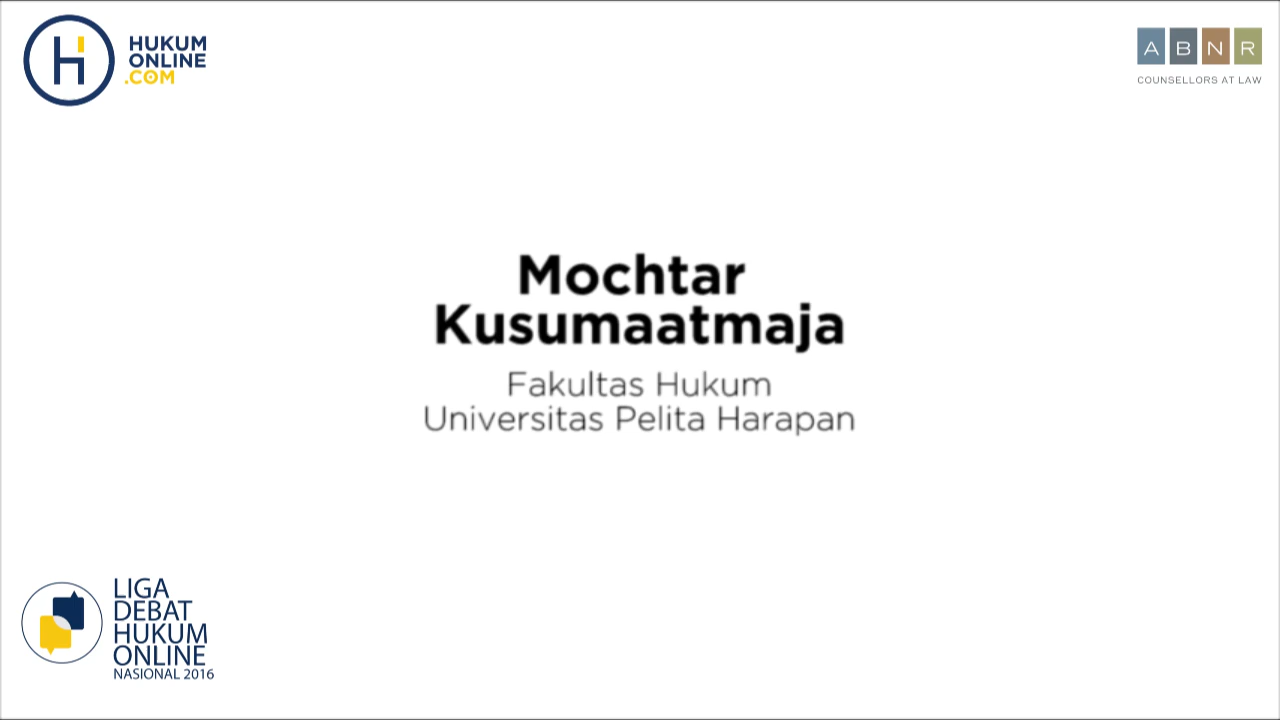 HUKUM
ONLINE
.COM
A B N R
COUNSELLORS AT LAW
Mochtar
Kusumaatmaja
Fakultas Hukum
Universitas Pelita Harapan
LIGA
DEBAT
HUKUM
ONLINE
NASIONAL 2016